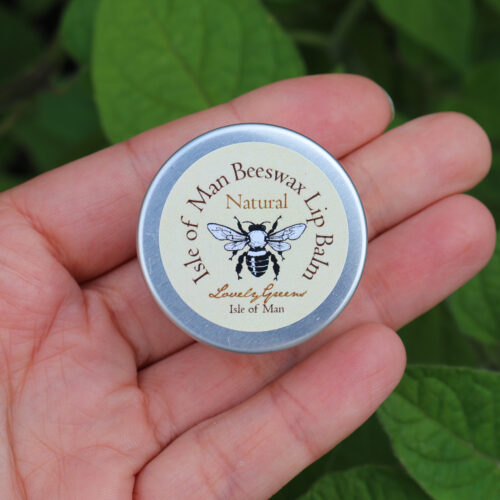 Isle of Man Beeswax Lip Balm
Natural
Lovely Greens
Isle of Man